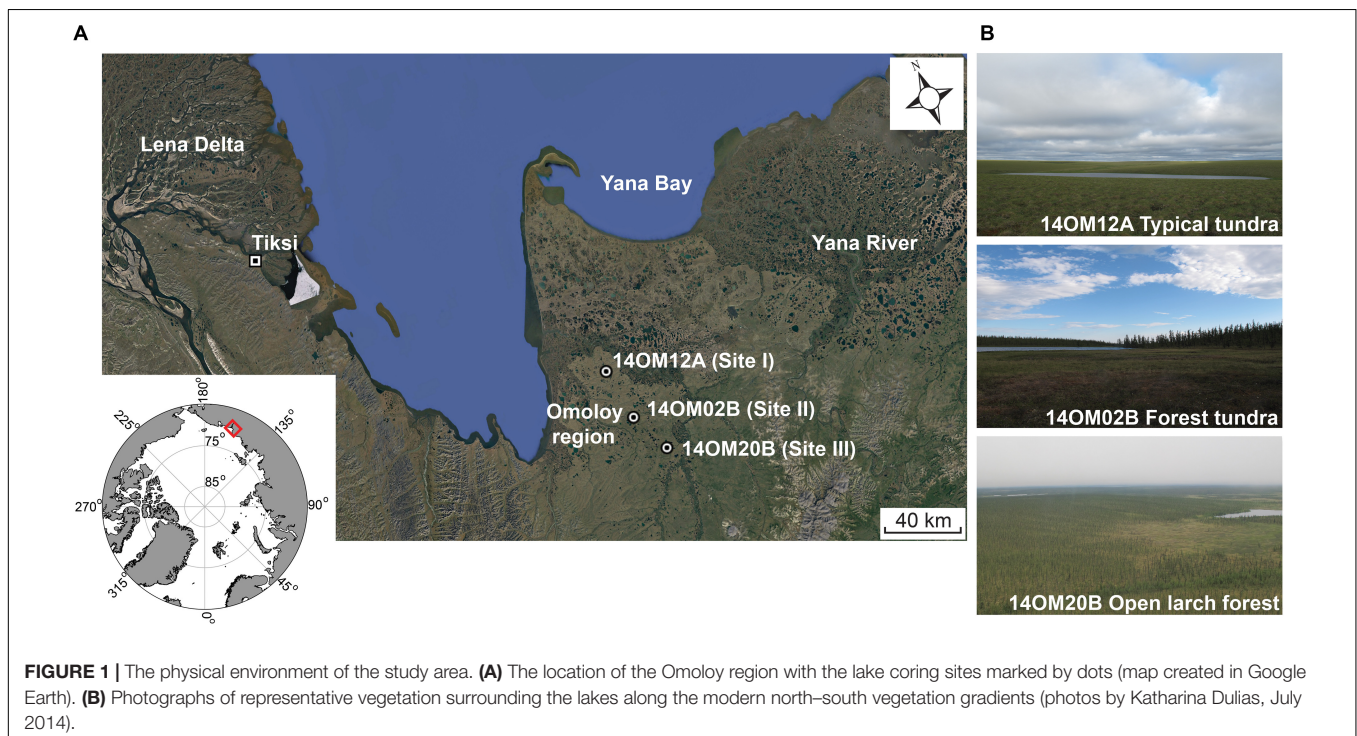 A
B
N
Lena Delta
Yana Bay
Tiksi
Yana River
14OM12A (Site I)
Omoloy
region
14OM02B (Site II)
14OM20B (Site III)
40 km
180°
225°
135°
75°
85°
270°
90°
315°
45°
0°
14OM12A Typical tundra
14OM02B Forest tundra
14OM20B Open larch forest
FIGURE 1 | The physical environment of the study area. (A) The location of the Omoloy region with the lake coring sites marked by dots (map created in Google
Earth). (B) Photographs of representative vegetation surrounding the lakes along the modern north–south vegetation gradients (photos by Katharina Dulias, July
2014).